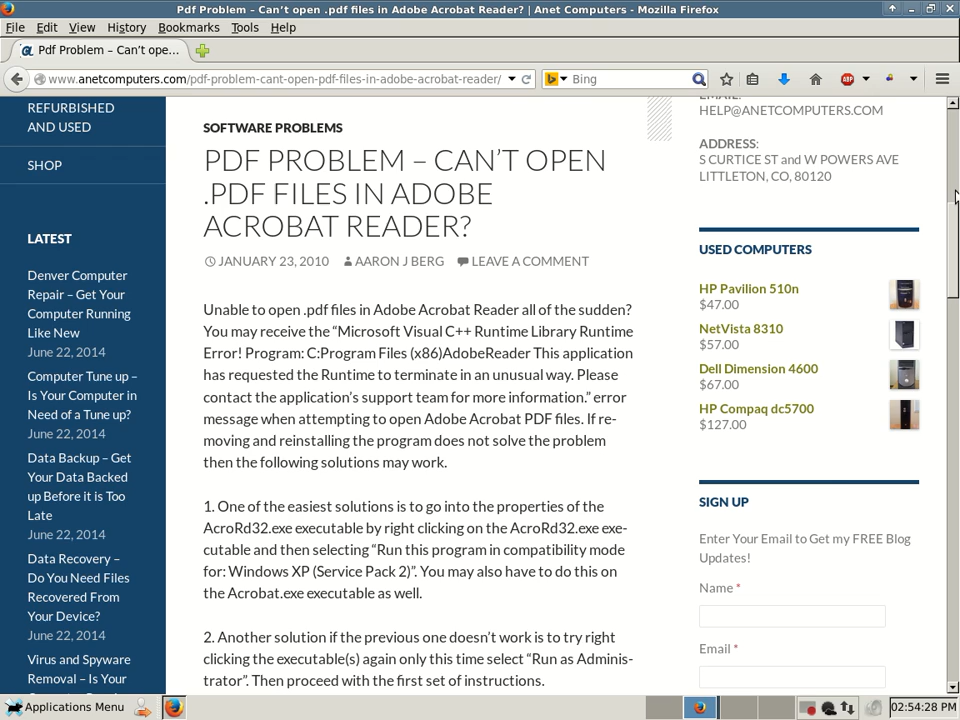 Pdf Problem – Can't open .pdf files in Adobe Acrobat Reader? | Anet Computers - Mozilla Firefox
File Edit View History Bookmarks Tools Help
Pdf Problem – Can't ope...
www.anetcomputers.com/pdf-problem-cant-open-pdf-files-in-adobe-acrobat-reader/
Bing
ABP
REFURBISHED
AND USED
SHOP
LATEST
Denver Computer
Repair – Get Your
Computer Running
Like New
June 22, 2014
Computer Tune up –
Is Your Computer in
Need of a Tune up?
June 22, 2014
Data Backup – Get
Your Data Backed
up Before it is Too
Late
June 22, 2014
Data Recovery –
Do You Need Files
Recovered From
Your Device?
June 22, 2014
Virus and Spyware
Removal – Is Your
SOFTWARE PROBLEMS
PDF PROBLEM – CAN'T OPEN
.PDF FILES IN ADOBE
ACROBAT READER?
JANUARY 23, 2010 AARON J BERG LEAVE A COMMENT
Unable to open .pdf files in Adobe Acrobat Reader all of the sudden?
You may receive the “Microsoft Visual C++ Runtime Library Runtime
Error! Program: C:Program Files (x86)AdobeReader This application
has requested the Runtime to terminate in an unusual way. Please
contact the application's support team for more information.” error
message when attempting to open Adobe Acrobat PDF files. If re-
moving and reinstalling the program does not solve the problem
then the following solutions may work.
1. One of the easiest solutions is to go into the properties of the
AcroRd32.exe executable by right clicking on the AcroRd32.exe exe-
cutable and then selecting “Run this program in compatibility mode
for: Windows XP (Service Pack 2)”. You may also have to do this on
the Acrobat.exe executable as well.
2. Another solution if the previous one doesn't work is to try right
clicking the executable(s) again only this time select “Run as Adminis-
trator”. Then proceed with the first set of instructions.
EMAIL:
HELP@ANETCOMPUTERS.COM
ADDRESS:
S CURTICE ST and W POWERS AVE
LITTLETON, CO, 80120
USED COMPUTERS
HP Pavilion 510n
$47.00
NetVista 8310
$57.00
Dell Dimension 4600
$67.00
HP Compaq dc5700
$127.00
SIGN UP
Enter Your Email to Get my FREE Blog
Updates!
Name *
Email *
Applications Menu
02:54:28 PM